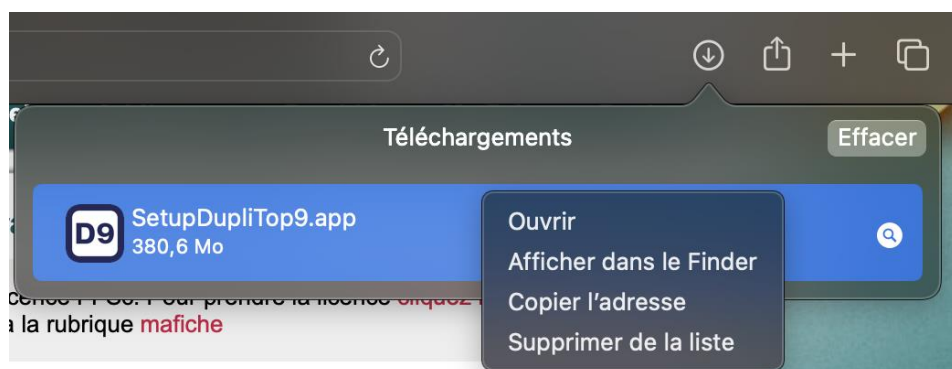 Téléchargements
Effacer
D9
SetupDupliTop9.app
380,6 Mo
Ouvrir
Afficher dans le Finder
Copier l’adresse
Supprimer de la liste
la rubrique mafiche